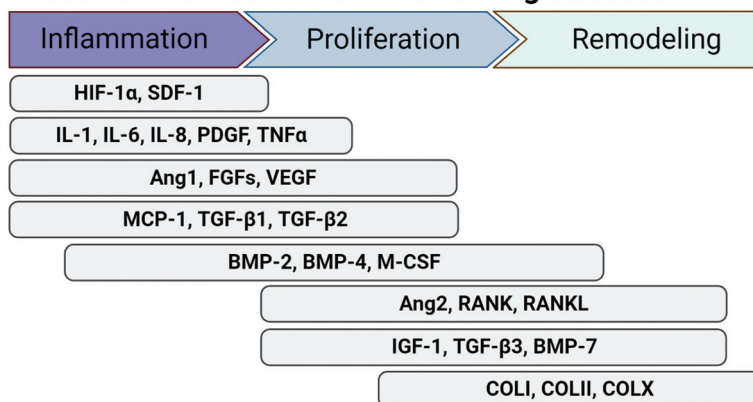 Inflammation
Proliferation
Remodeling
HIF-1α, SDF-1
IL-1, IL-6, IL-8, PDGF, TNFα
Ang1, FGFs, VEGF
MCP-1, TGF-β1, TGF-β2
BMP-2, BMP-4, M-CSF
Ang2, RANK, RANKL
IGF-1, TGF-β3, BMP-7
COLI, COLII, COLX